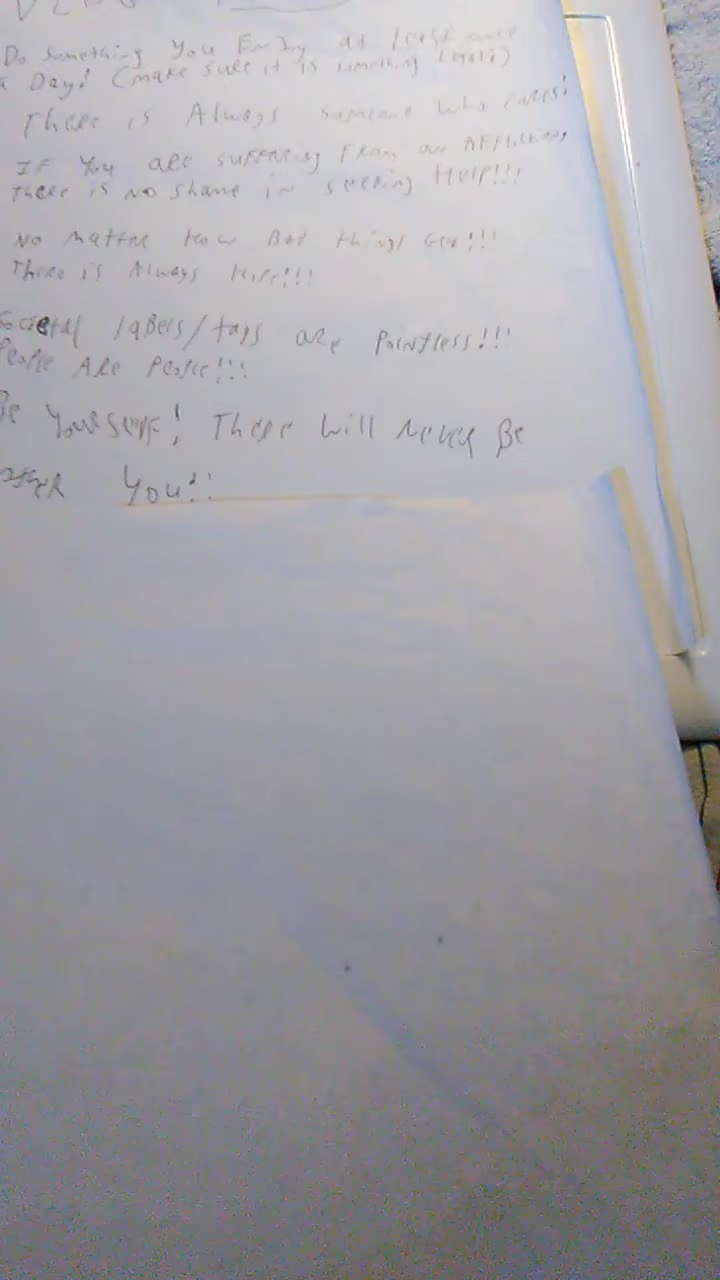 Do something You Enjoy at least once
a Day! (make sure it is something Legal!)
There is Always someone who cares!
IF You are suffering From an Affliction,
there is no shame in seeking Help!!!
No matter How Bad things Get!!!
There is Always Hope!!!
Societal labels/tags are Pointless!!!
People Are People!!!
Be Yourself! There will Never Be
You!!